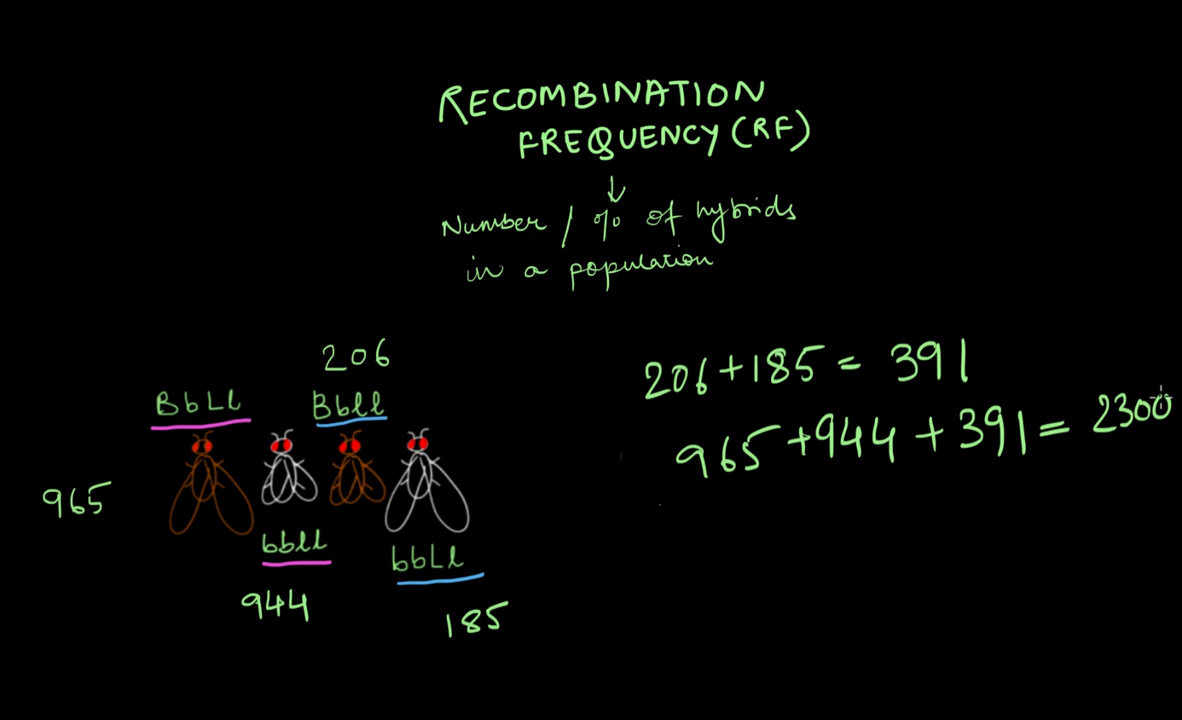 RECOMBINATION
FREQUENCY (RF)
↓
Number / % of hybrids
in a population
206
BbLl
Bbll
965
bbll
bbLl
944
185
206+185 = 391
965+944+391 = 2300